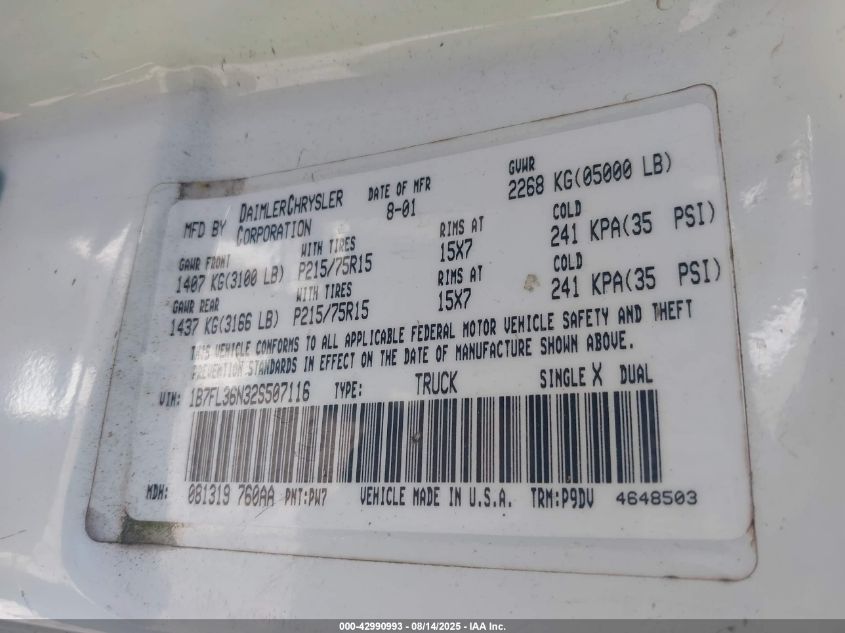 MFD BY DAIMLERCHRYSLER CORPORATION DATE OF MFR 8-01 GVWR 2268 KG(05000 LB)
GAWR FRONT WITH TIRES RIMS AT COLD
1407 KG(3100 LB) P215/75R15 15X7 241 KPA(35 PSI)
GAWR REAR WITH TIRES RIMS AT COLD
1437 KG(3166 LB) P215/75R15 15X7 241 KPA(35 PSI)
THIS VEHICLE CONFORMS TO ALL APPLICABLE FEDERAL MOTOR VEHICLE SAFETY AND THEFT
PREVENTION STANDARDS IN EFFECT ON THE DATE OF MANUFACTURE SHOWN ABOVE.
VIN: 1B7FL36N32S507116 TYPE: TRUCK SINGLE X DUAL
MDH: 081319 760AA PNT:PW7 VEHICLE MADE IN U.S.A. TRM:P9DV 4648503
000-42990993 - 08/14/2025 - IAA Inc.